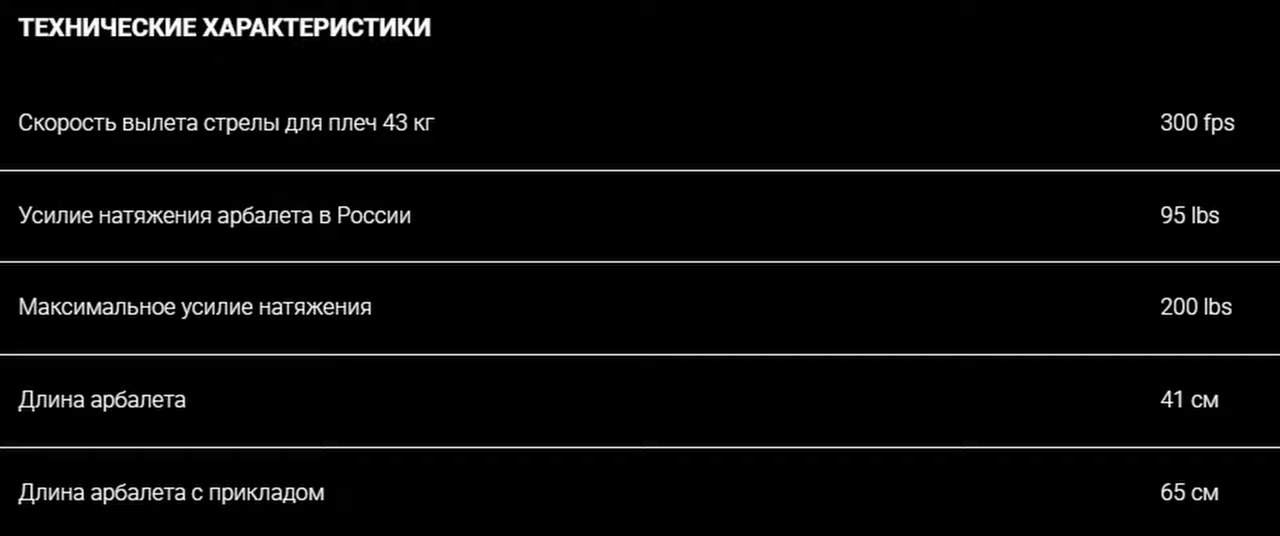 ТЕХНИЧЕСКИЕ ХАРАКТЕРИСТИКИ
Скорость вылета стрелы для плеч 43 кг 300 fps
Усилие натяжения арбалета в России 95 lbs
Максимальное усилие натяжения 200 lbs
Длина арбалета 41 см
Длина арбалета с прикладом 65 см